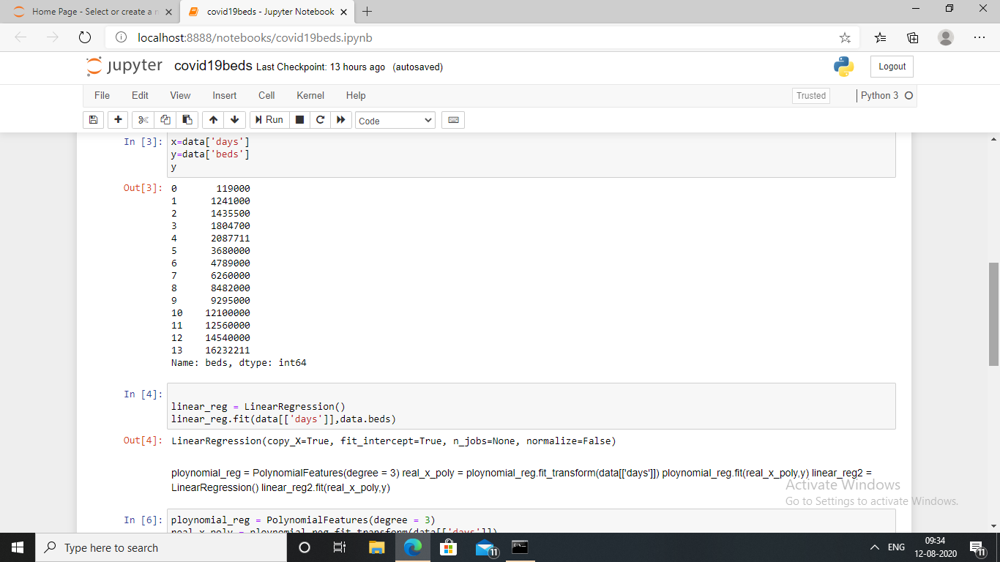 Home Page - Select or create a n
covid19beds - Jupyter Notebook
localhost:8888/notebooks/covid19beds.ipynb
jupyter covid19beds Last Checkpoint: 13 hours ago (autosaved)
Logout
File Edit View Insert Cell Kernel Help
Trusted
Python 3
Run
Code
In [3]: x=data['days']
y=data['beds']
y
Out[3]: 0 119000
1 1241000
2 1435500
3 1804700
4 2087711
5 3680000
6 4789000
7 6260000
8 8482000
9 9295000
10 12100000
11 12560000
12 14540000
13 16232211
Name: beds, dtype: int64
In [4]:
linear_reg = LinearRegression()
linear_reg.fit(data[['days']],data.beds)
Out[4]: LinearRegression(copy_X=True, fit_intercept=True, n_jobs=None, normalize=False)
ploynomial_reg = PolynomialFeatures(degree = 3) real_x_poly = ploynomial_reg.fit_transform(data[['days']]) ploynomial_reg.fit(real_x_poly,y) linear_reg2 =
LinearRegression() linear_reg2.fit(real_x_poly,y)
Activate Windows
Go to Settings to activate Windows.
In [6]: ploynomial_reg = PolynomialFeatures(degree = 3)
real_x_poly = ploynomial_reg.fit_transform(data[['days']])
Type here to search
11
ENG
09:34
12-08-2020
11